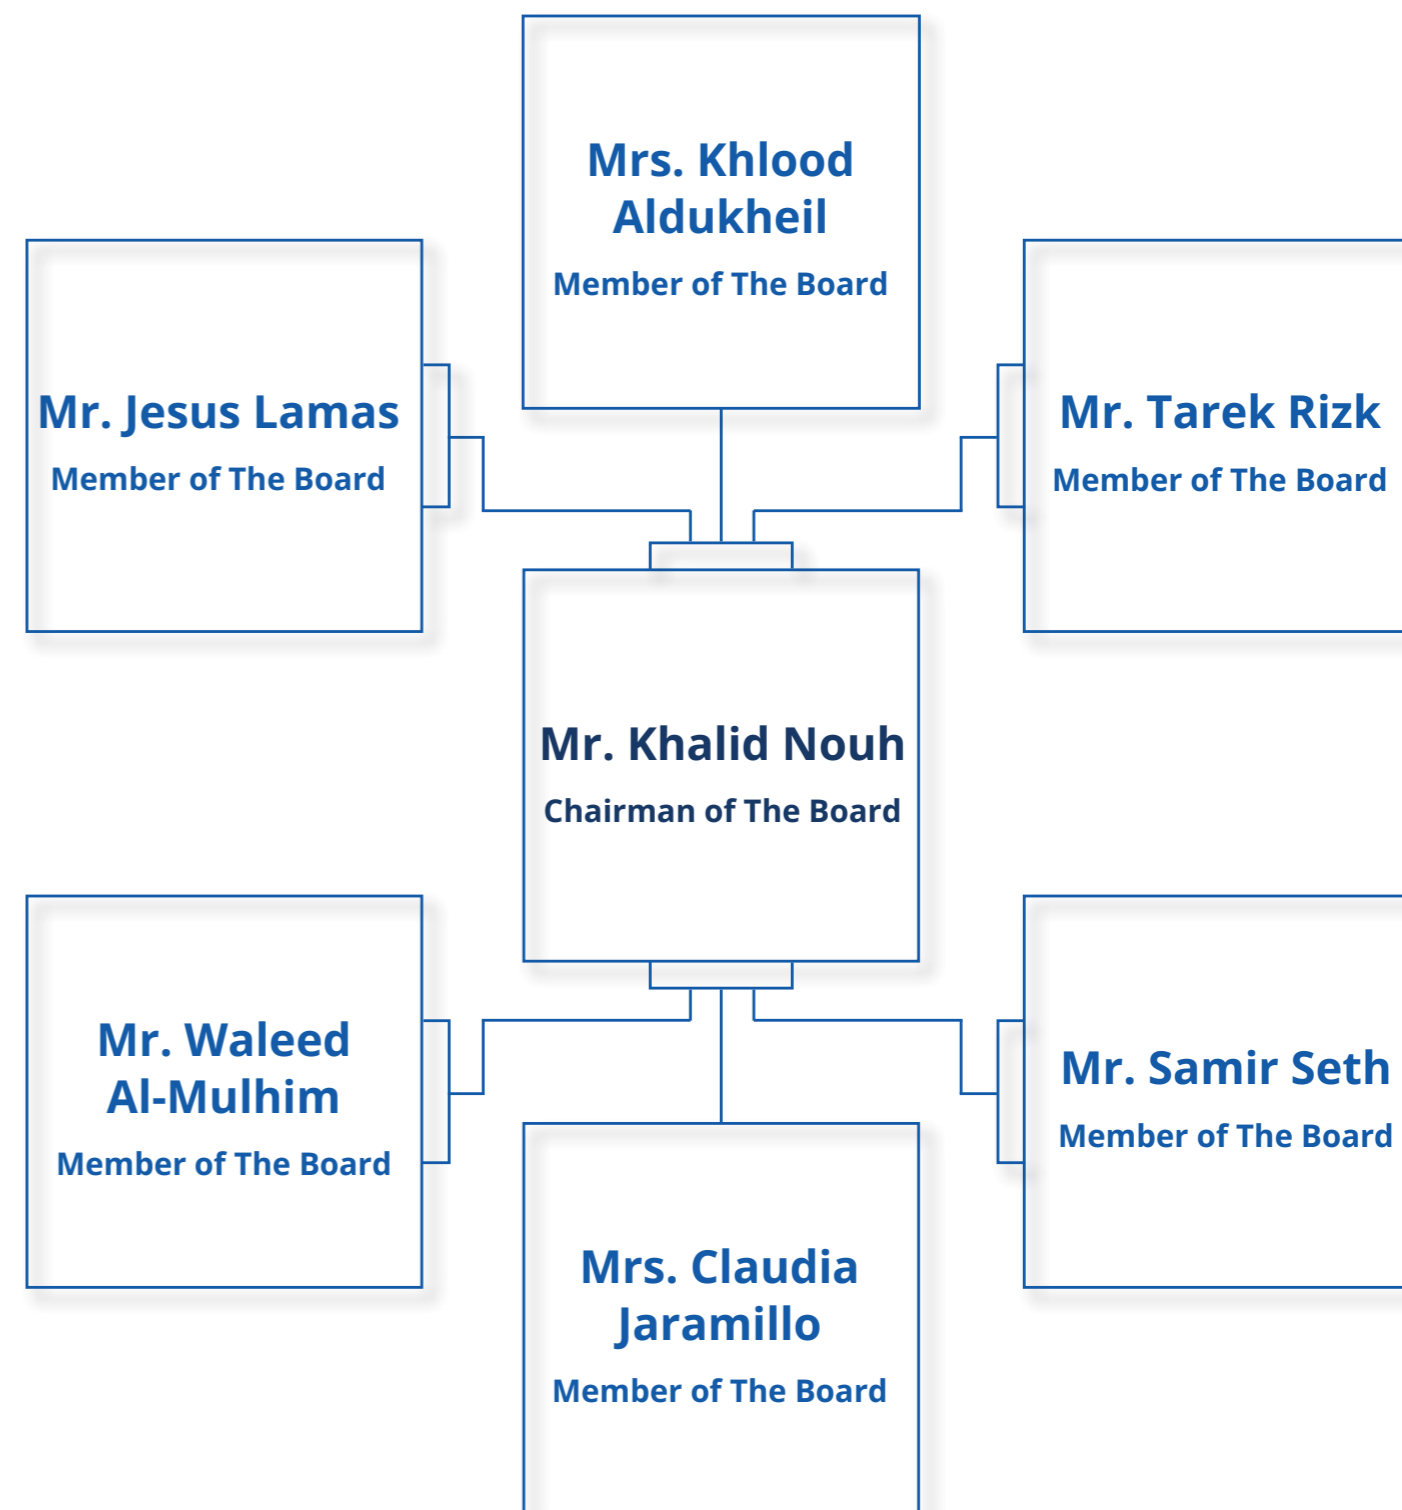 Mrs. Khlood
Aldukheil
Member of The Board
Mr. Jesus Lamas
Member of The Board
Mr. Tarek Rizk
Member of The Board
Mr. Khalid Nouh
Chairman of The Board
Mr. Waleed
Al-Mulhim
Member of The Board
Mr. Samir Seth
Member of The Board
Mrs. Claudia
Jaramillo
Member of The Board